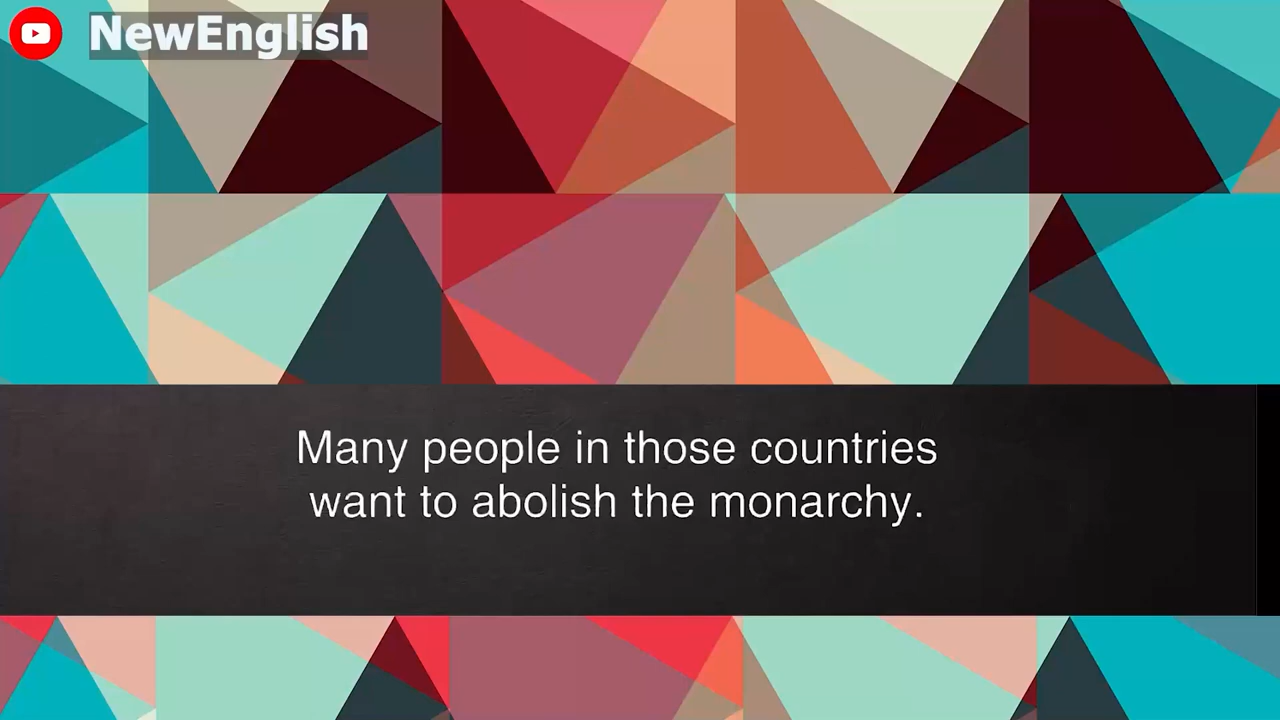 NewEnglish
Many people in those countries
want to abolish the monarchy.